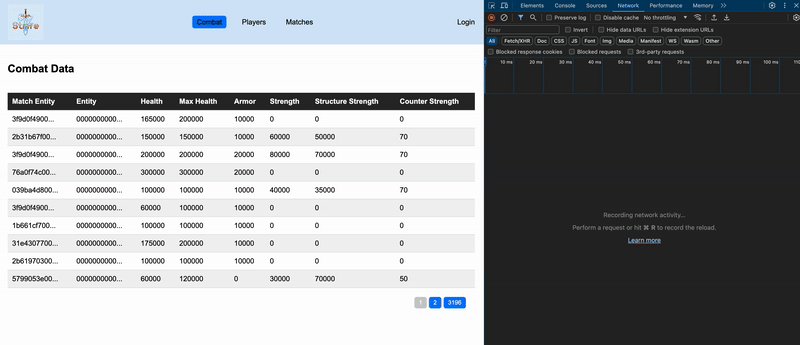 Combat Players Matches Login
Combat Data
Match Entity Entity Health Max Health Armor Strength Structure Strength Counter Strength
3f9d0f4900... 0000000000... 165000 200000 10000 0 0 0
2b31b67f00... 0000000000... 150000 150000 10000 60000 50000 70
3f9d0f4900... 0000000000... 200000 200000 20000 80000 70000 70
76a0f74c00... 0000000000... 300000 300000 20000 0 0 0
039ba4d800... 0000000000... 100000 100000 10000 40000 35000 70
3f9d0f4900... 0000000000... 60000 100000 10000 0 0 0
1b661cf700... 0000000000... 100000 100000 10000 0 0 0
31e4307700... 0000000000... 175000 200000 10000 0 0 0
2b61970300... 0000000000... 100000 100000 10000 0 0 0
5799053e00... 0000000000... 60000 120000 0 30000 70000 50
1 2 3196
Elements Console Sources Network Performance Memory >>
Preserve log Disable cache No throttling
Filter Invert Hide data URLs Hide extension URLs
All Fetch/XHR Doc CSS JS Font Img Media Manifest WS Wasm Other
Blocked response cookies Blocked requests 3rd-party requests
10 ms 20 ms 30 ms 40 ms 50 ms 60 ms 70 ms 80 ms 90 ms 100 ms 110
Recording network activity...
Perform a request or hit ⌘ R to record the reload.
Learn more